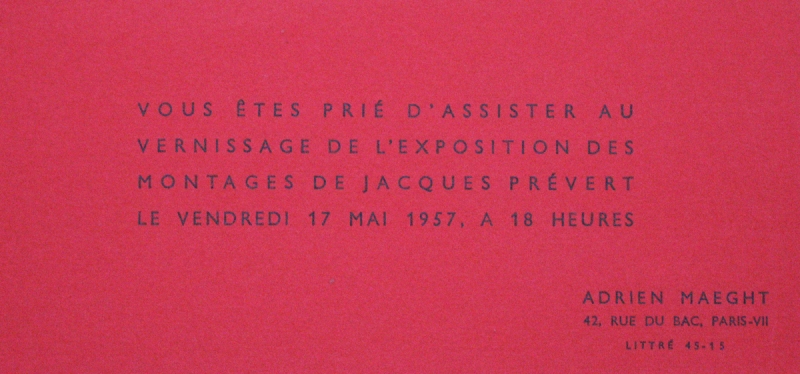 VOUS ÊTES PRIÉ D'ASSISTER AU
VERNISSAGE DE L'EXPOSITION DES
MONTAGES DE JACQUES PRÉVERT
LE VENDREDI 17 MAI 1957, A 18 HEURES
ADRIEN MAEGHT
42, RUE DU BAC, PARIS-VII
LITTRÉ 45-15